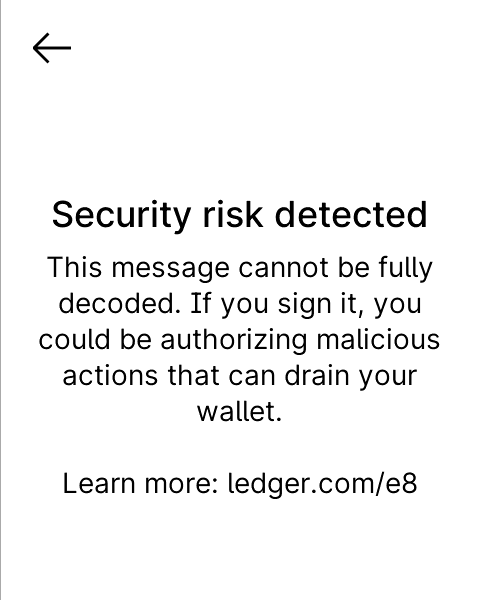 Security risk detected
This message cannot be fully
decoded. If you sign it, you
could be authorizing malicious
actions that can drain your
wallet.
Learn more: ledger.com/e8